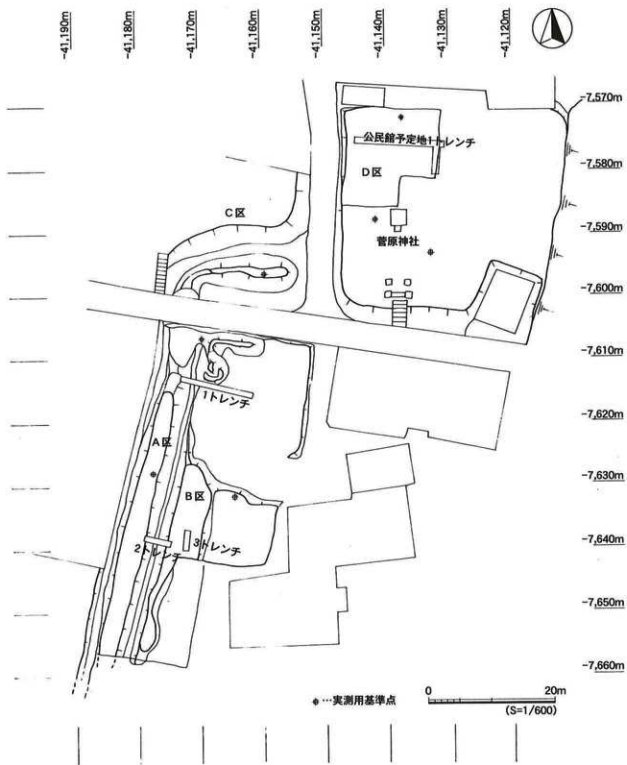 -41,190m
-41,180m
-41,170m
-41,160m
-41,150m
-41,140m
-41,130m
-41,120m
-7,570m
公民館予定地1トレンチ
-7,580m
D区
C区
-7,590m
菅原神社
-7,600m
-7,610m
1トレンチ
-7,620m
A区
-7,630m
B区
-7,640m
2トレンチ
3トレンチ
-7,650m
-7,660m
…実測用基準点
0
20m
(S=1/600)